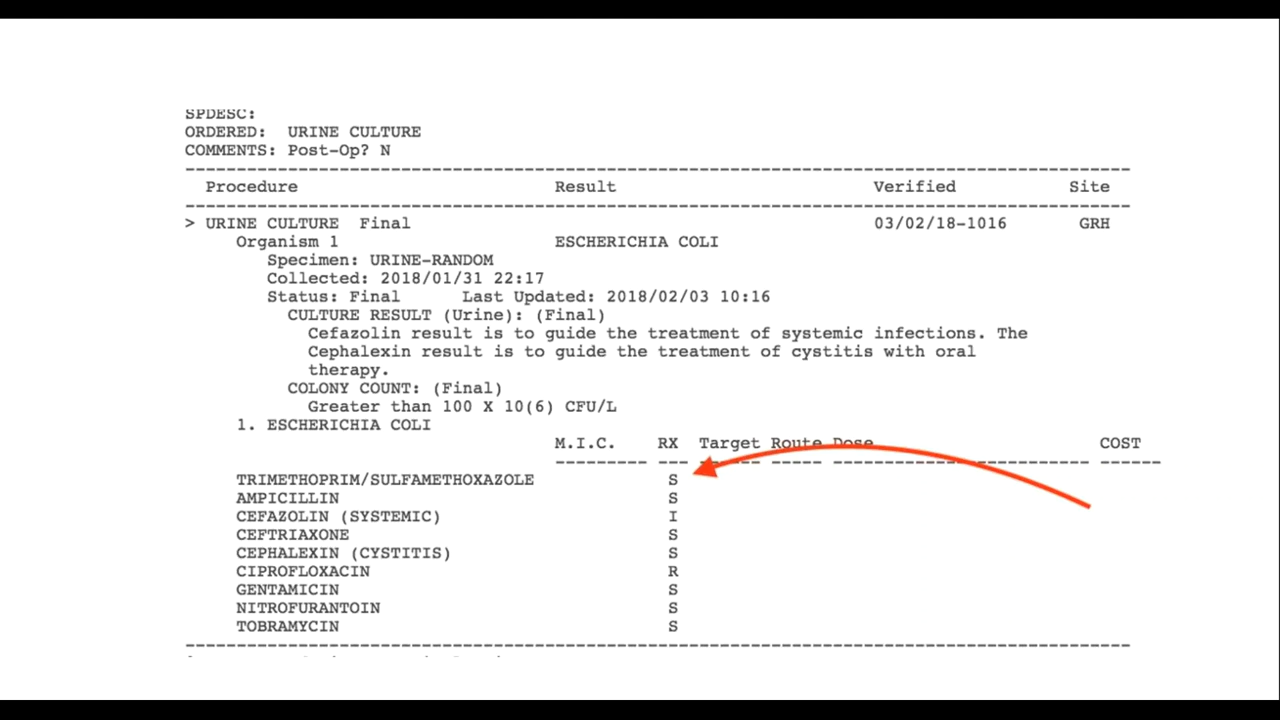 SPDESC:
ORDERED: URINE CULTURE
COMMENTS: Post-Op? N
Procedure Result Verified Site
> URINE CULTURE Final 03/02/18-1016 GRH
Organism 1 ESCHERICHIA COLI
Specimen: URINE-RANDOM
Collected: 2018/01/31 22:17
Status: Final Last Updated: 2018/02/03 10:16
CULTURE RESULT (Urine): (Final)
Cefazolin result is to guide the treatment of systemic infections. The
Cephalexin result is to guide the treatment of cystitis with oral
therapy.
COLONY COUNT: (Final)
Greater than 100 X 10(6) CFU/L
1. ESCHERICHIA COLI
M.I.C. RX Target Route Dose COST
TRIMETHOPRIM/SULFAMETHOXAZOLE S
AMPICILLIN S
CEFAZOLIN (SYSTEMIC) I
CEFTRIAXONE S
CEPHALEXIN (CYSTITIS) S
CIPROFLOXACIN R
GENTAMICIN S
NITROFURANTOIN S
TOBRAMYCIN S